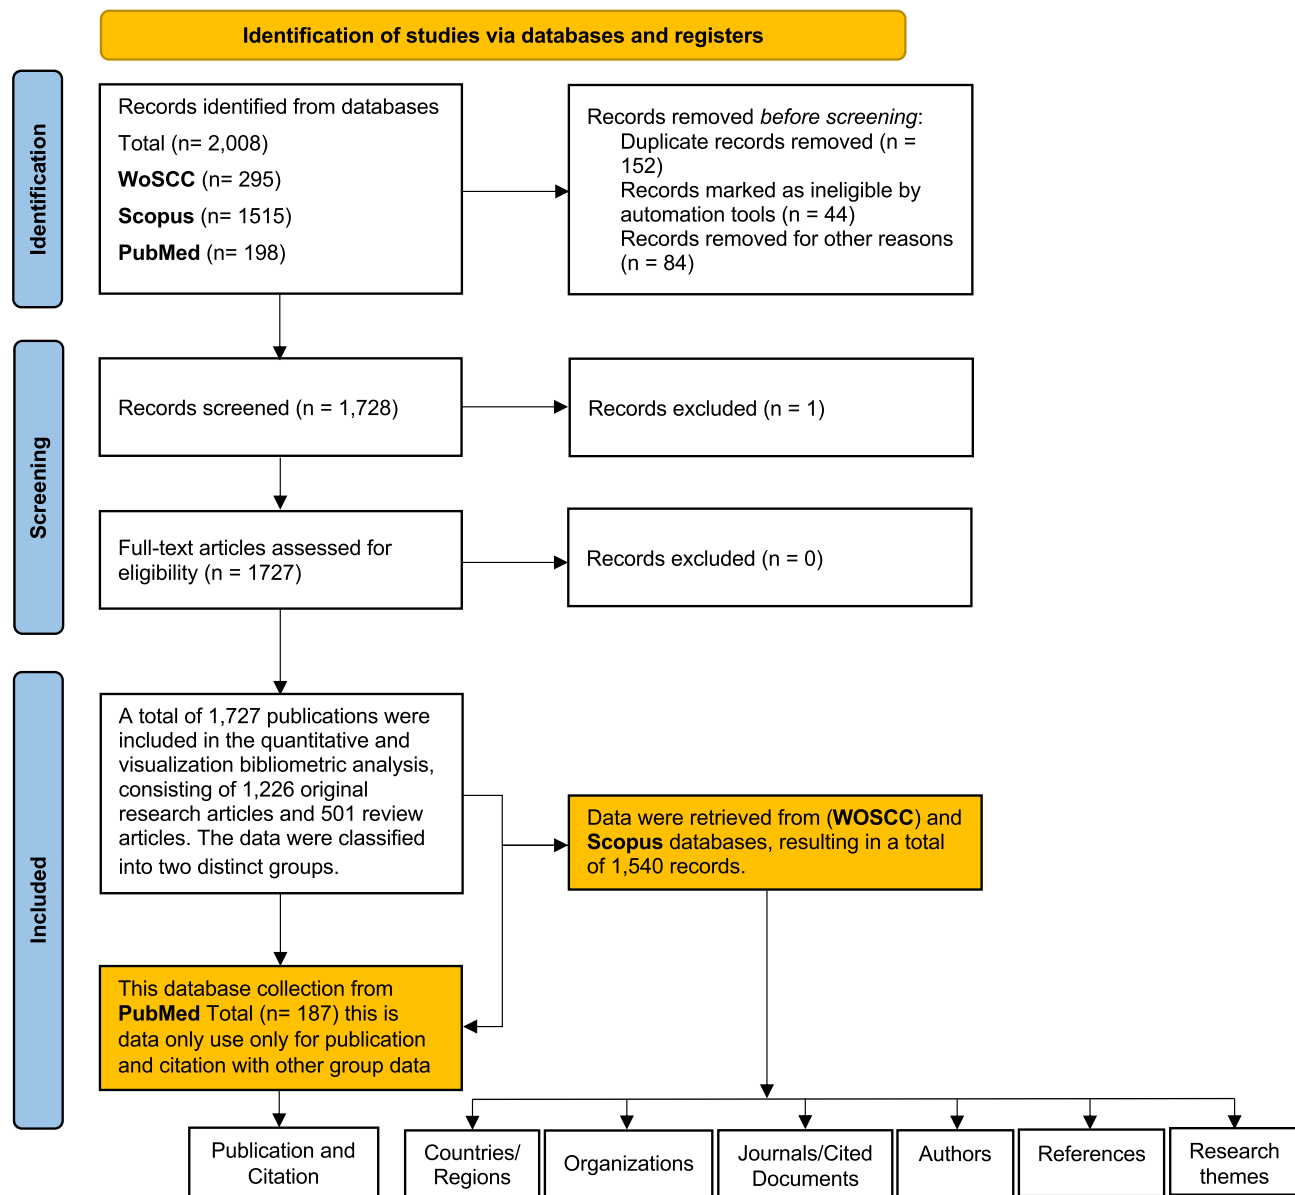 Identification of studies via databases and registers
Identification
Records identified from databases
Total (n= 2,008)
WoSCC (n= 295)
Scopus (n= 1515)
PubMed (n= 198)
Records removed before screening:
Duplicate records removed (n =
152)
Records marked as ineligible by
automation tools (n = 44)
Records removed for other reasons
(n = 84)
Screening
Records screened (n = 1,728)
Records excluded (n = 1)
Full-text articles assessed for
eligibility (n = 1727)
Records excluded (n = 0)
Included
A total of 1,727 publications were
included in the quantitative and
visualization bibliometric analysis,
consisting of 1,226 original
research articles and 501 review
articles. The data were classified
into two distinct groups.
Data were retrieved from (WOSCC) and
Scopus databases, resulting in a total
of 1,540 records.
This database collection from
PubMed Total (n= 187) this is
data only use only for publication
and citation with other group data
Publication and
Citation
Countries/
Regions
Organizations
Journals/Cited
Documents
Authors
References
Research
themes